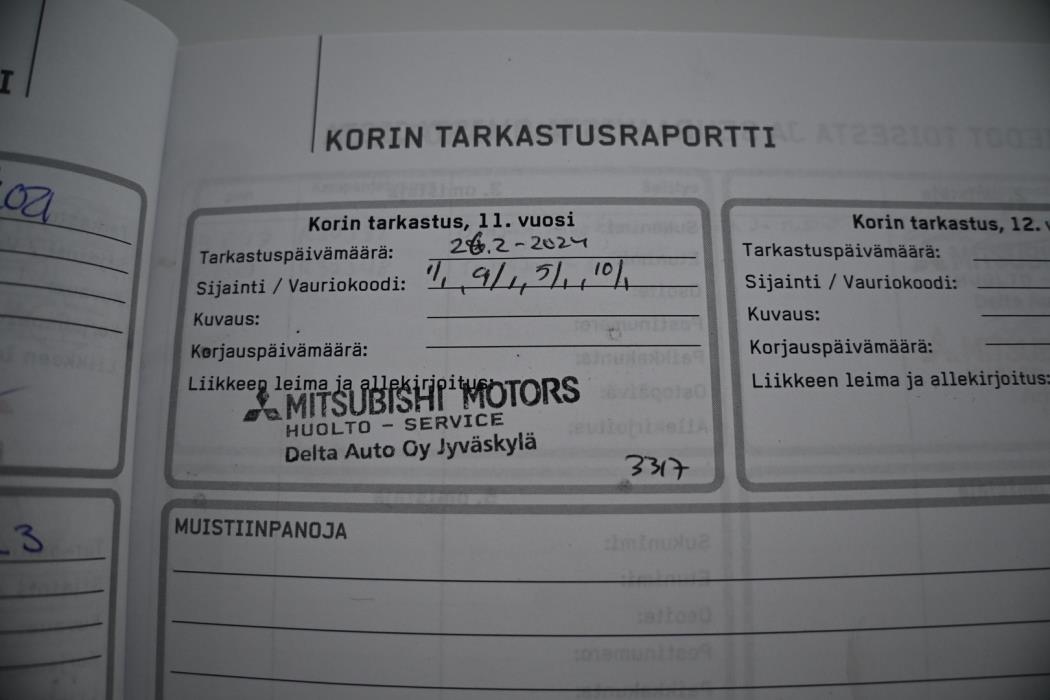 I
KORIN TARKASTUSRAPORTTI
Korin tarkastus, 11. vuosi
Tarkastuspäivämäärä: 26.2-2024
Sijainti / Vauriokoodi: 1/1, 9/1, 5/1, 10/1
Kuvaus:
Korjauspäivämäärä:
Liikkeen leima ja allekirjoitus:
MITSUBISHI MOTORS
HUOLTO - SERVICE
Delta Auto Oy Jyväskylä
3317
Korin tarkastus, 12.
Tarkastuspäivämäärä:
Sijainti / Vauriokoodi:
Kuvaus:
Korjauspäivämäärä:
Liikkeen leima ja allekirjoitus:
MUISTIINPANOJA
3